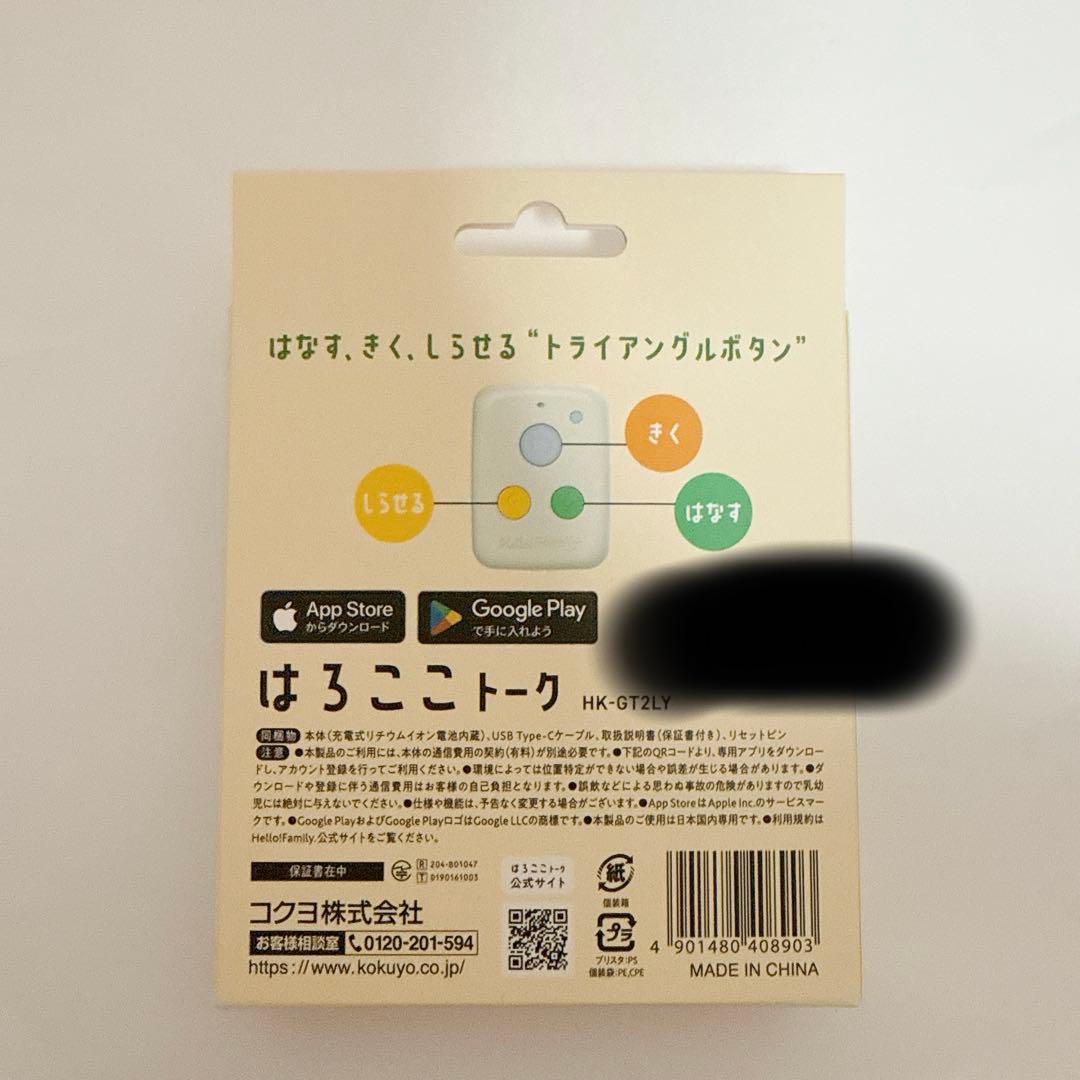 はなす、きく、しらせる“トライアングルボタン”
きく
しらせる
はなす
App Store
からダウンロード
Google Play
で手に入れよう
はろここトーク HK-GT2LY
同梱物 本体(充電式リチウムイオン電池内蔵)、USB Type-Cケーブル、取扱説明書(保証書付き)、リセットピン
注意 ●本製品のご利用には、本体の通信費用の契約(有料)が別途必要です。●下記のQRコードより、専用アプリをダウンロー
ドし、アカウント登録を行ってご利用ください。●環境によっては位置特定ができない場合や誤差が生じる場合があります。●ダ
ウンロードや登録に伴う通信費用はお客様の自己負担となります。●誤飲などによる思わぬ事故の危険がありますので乳幼
児には絶対に与えないでください。●仕様や機能は、予告なく変更する場合がございます。●App StoreはApple Inc.のサービスマー
クです。●Google PlayおよびGoogle PlayロゴはGoogle LLCの商標です。●本製品のご使用は日本国内専用です。●利用規約は
Hello!Family.公式サイトをご覧ください。
保証書在中
R 204-B01047
T D190161003
はろここトーク
公式サイト
紙
個装箱
コクヨ株式会社
お客様相談室 0120-201-594
https://www.kokuyo.co.jp/
プラ
ブリスタ:PS
個装袋:PE,CPE
4 901480 408903
MADE IN CHINA